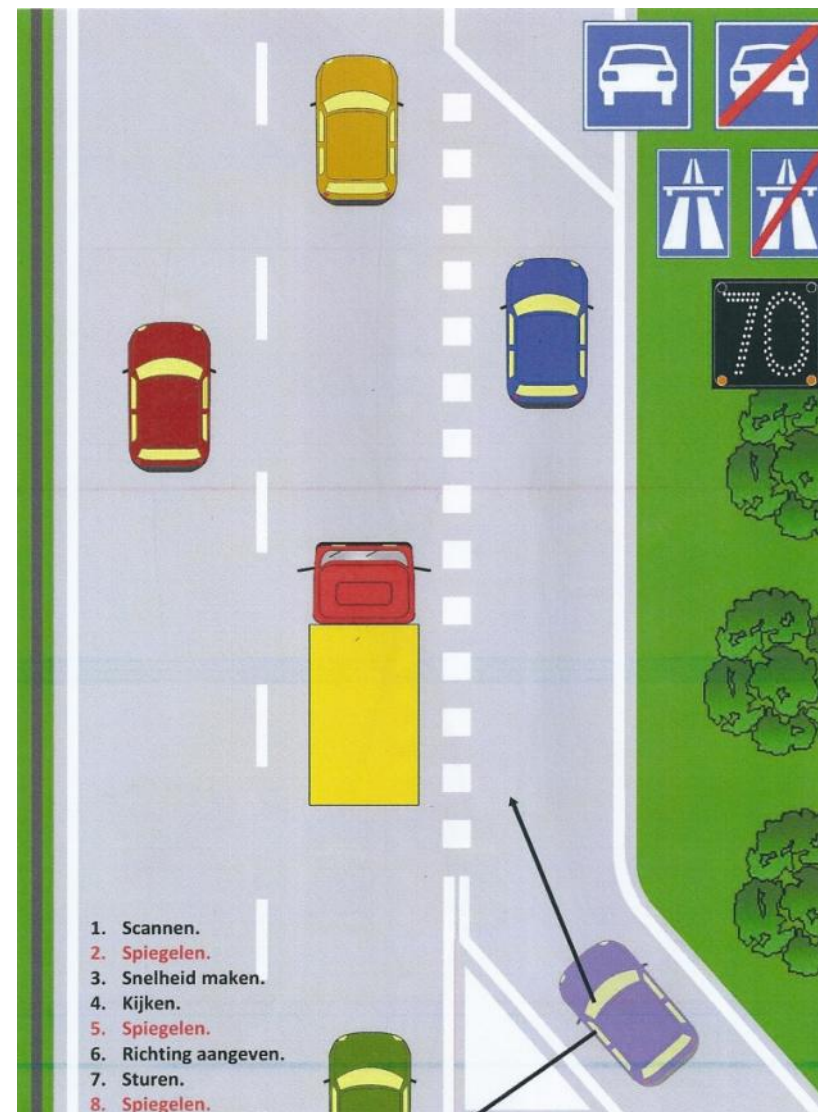 70
1. Scannen.
2. Spiegelen.
3. Snelheid maken.
4. Kijken.
5. Spiegelen.
6. Richting aangeven.
7. Sturen.
8. Spiegelen.